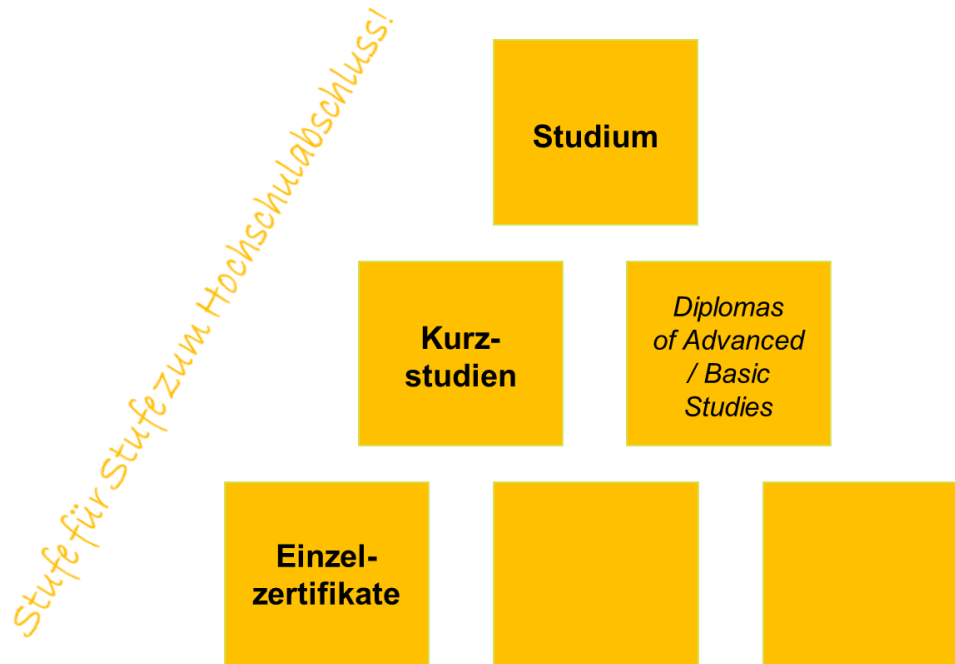 Stufe für Stufe zum Hochschulabschluss!
Studium
Kurz-
studien
Diplomas
of Advanced
/ Basic
Studies
Einzel-
zertifikate